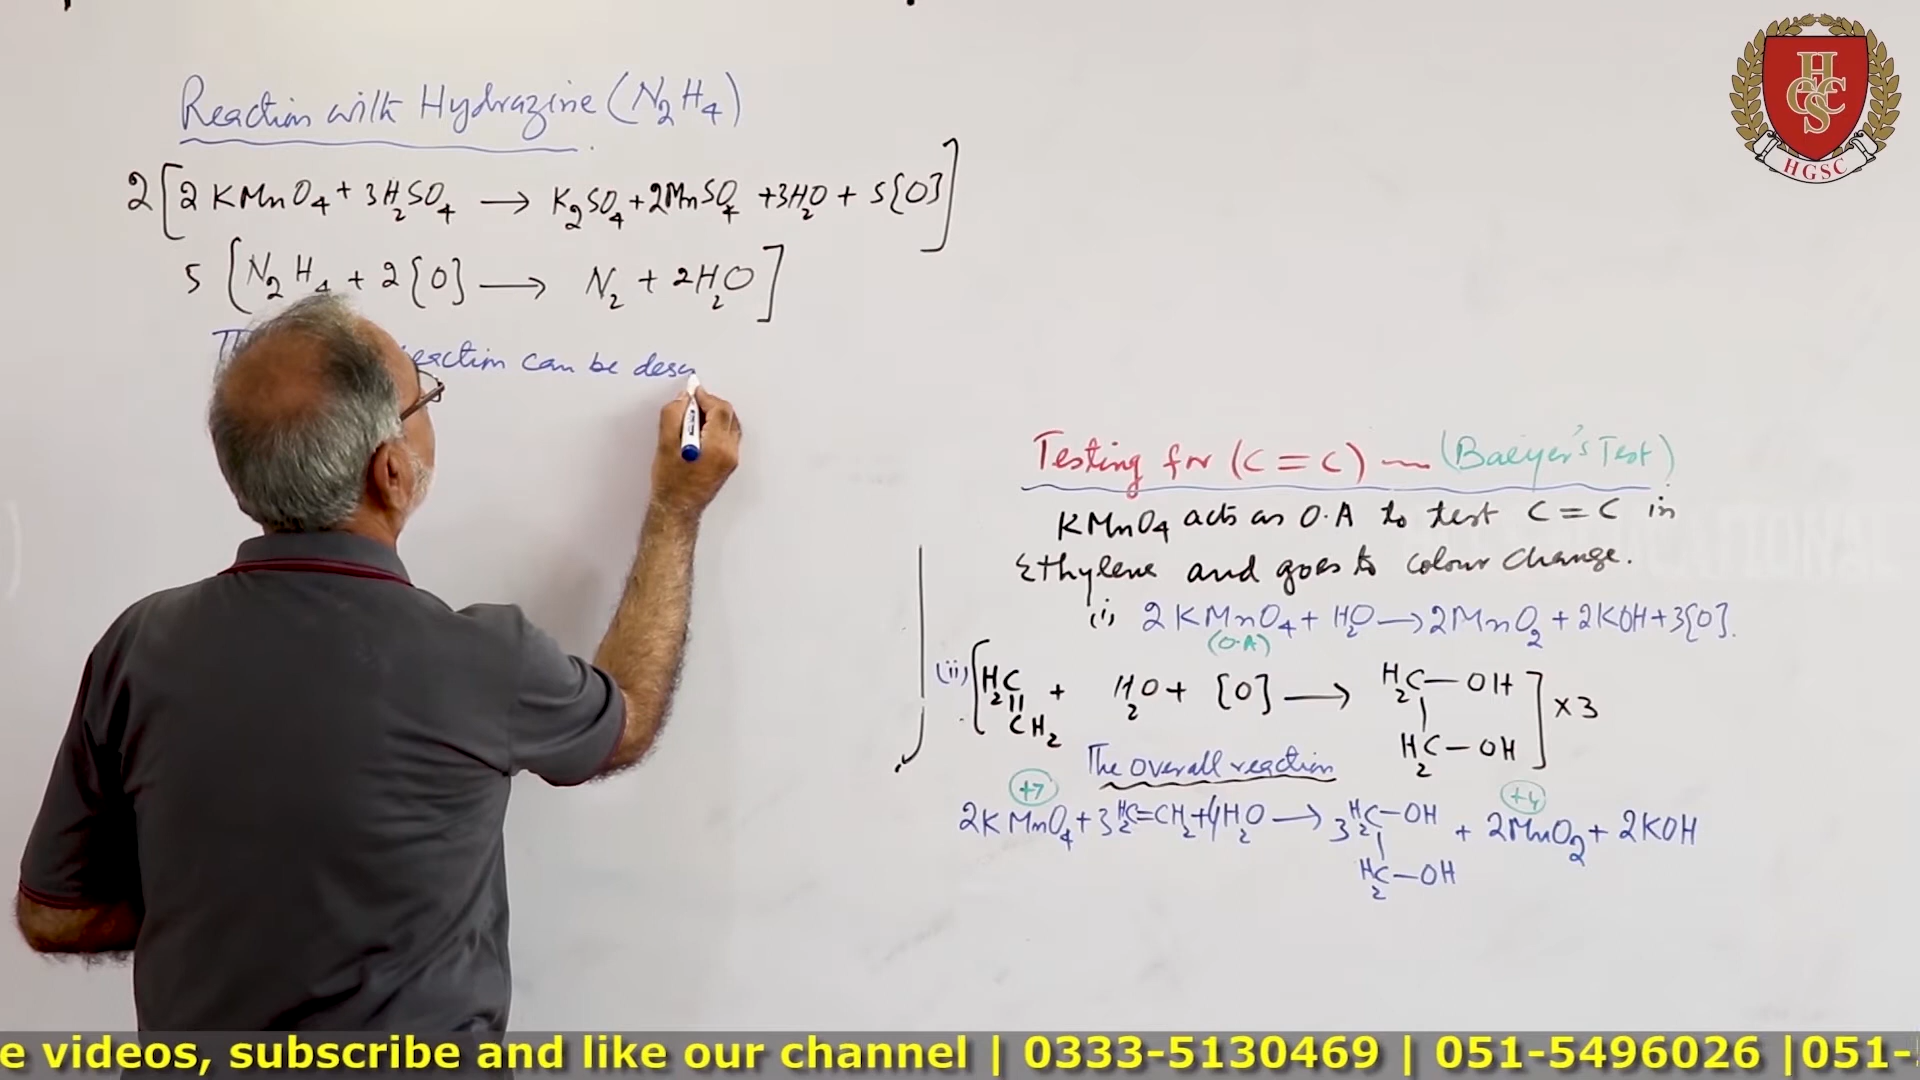 Reaction with Hydrazine (N2H4)
2[2KMnO4 + 3H2SO4 → K2SO4 + 2MnSO4 + 3H2O + 5[O]]
5[N2H4 + 2[O] → N2 + 2H2O]
reaction can be desc
HGSC
HGSC
Testing for (C=C) — (Baeyer's Test)
KMnO4 acts as O.A to test C=C in
Ethylene and goes to colour change.
(i) 2KMnO4 + H2O → 2MnO2 + 2KOH + 3[O].
(O.A)
(ii) [H2C=CH2 + H2O + [O] → H2C-OH
H2C-OH] ×3
The overall reaction
+7 +4
2KMnO4 + 3H2C=CH2 + 4H2O → 3H2C-OH + 2MnO2 + 2KOH
H2C-OH
e videos, subscribe and like our channel | 0333-5130469 | 051-5496026 |051-